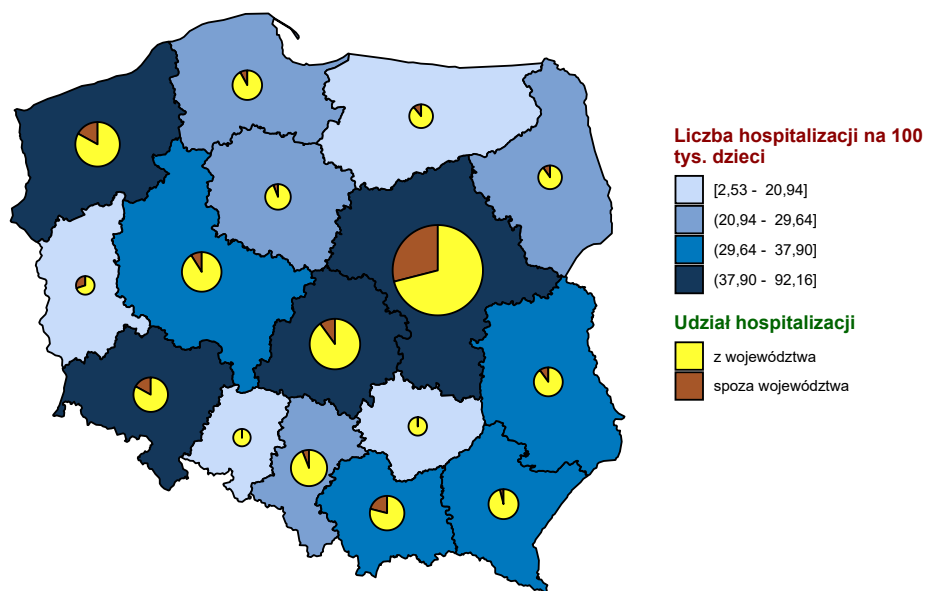 Liczba hospitalizacji na 100
tys. dzieci
[2,53 - 20,94]
(20,94 - 29,64]
(29,64 - 37,90]
(37,90 - 92,16]
Udział hospitalizacji
z województwa
spoza województwa